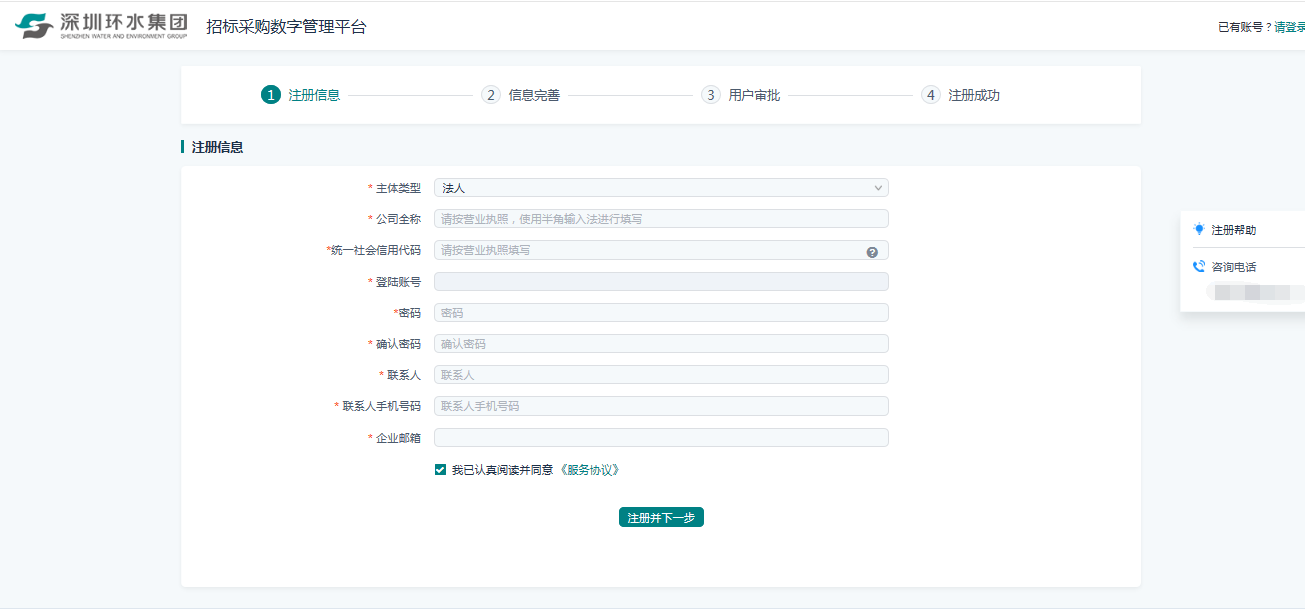 深圳环水集团
SHENZHEN WATER AND ENVIRONMENT GROUP
招标采购数字管理平台
已有账号？请登录
1 注册信息
2 信息完善
3 用户审批
4 注册成功
注册信息
* 主体类型 法人
* 公司全称 请按营业执照，使用半角输入法进行填写
*统一社会信用代码 请按营业执照填写 ?
* 登陆账号
*密码 密码
* 确认密码 确认密码
* 联系人 联系人
* 联系人手机号码 联系人手机号码
* 企业邮箱
我已认真阅读并同意《服务协议》
注册并下一步
注册帮助
咨询电话